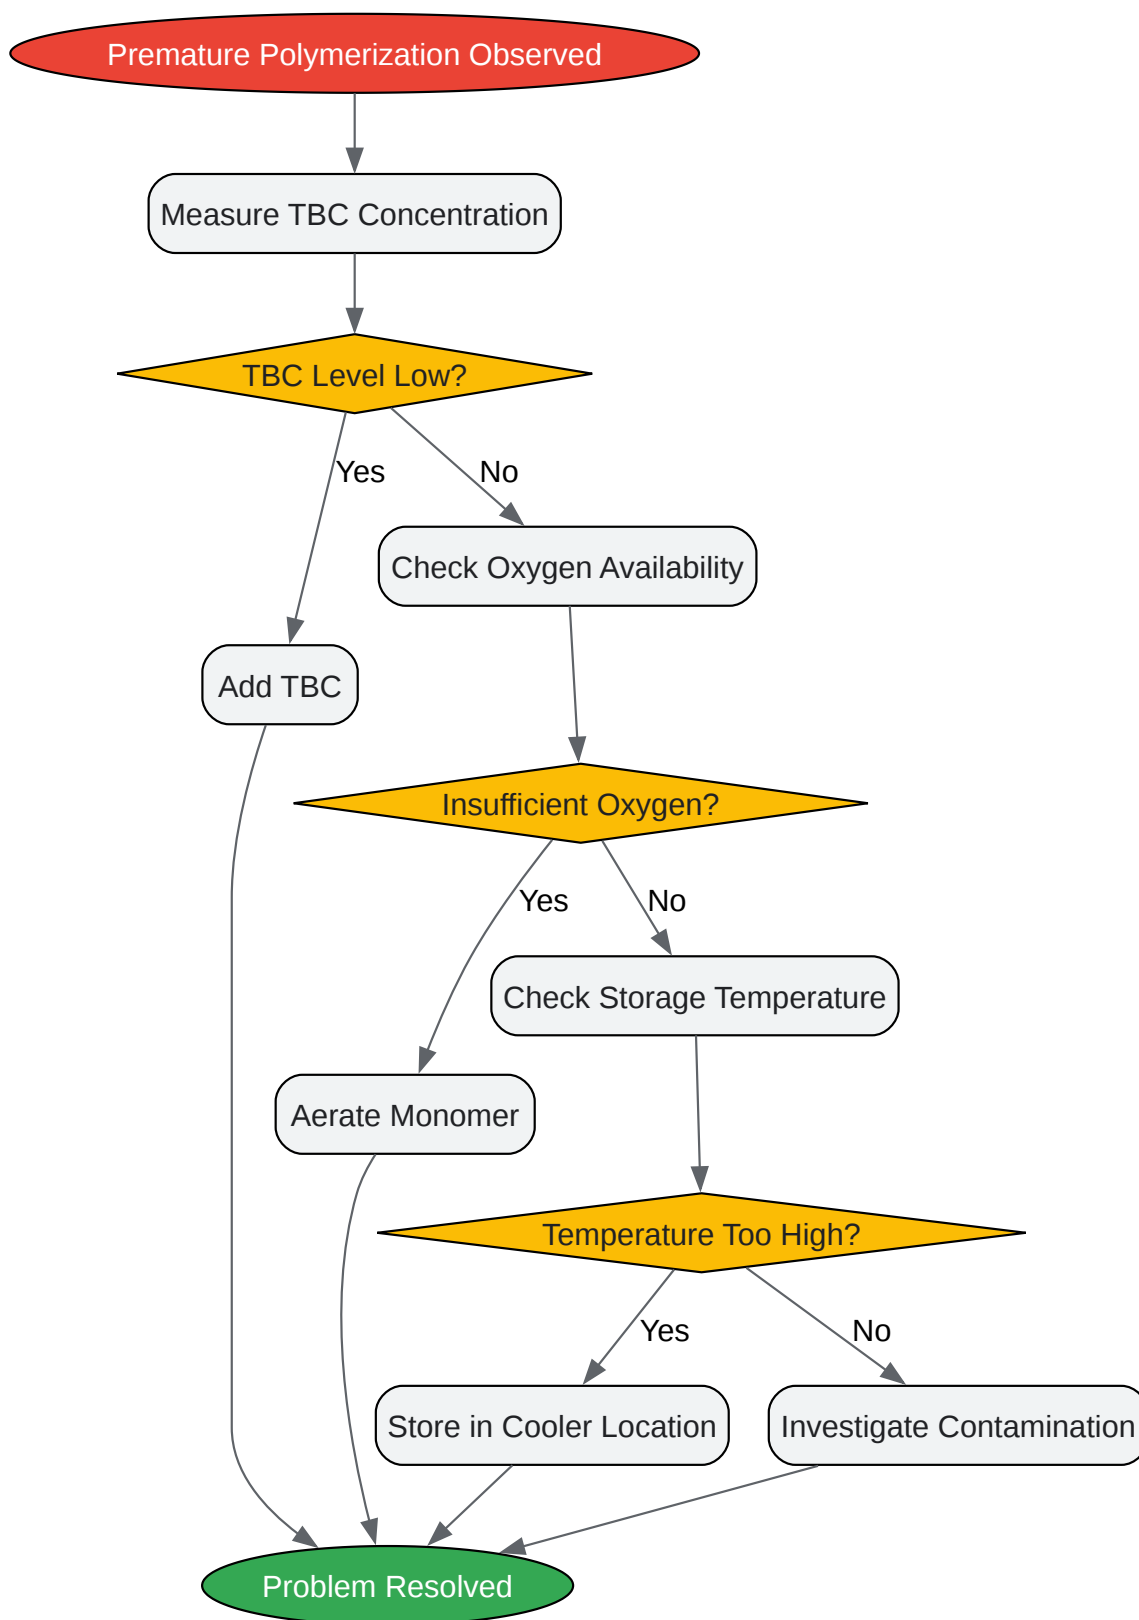 Premature Polymerization Observed
Measure TBC Concentration
TBC Level Low?
Yes
No
Check Oxygen Availability
Add TBC
Insufficient Oxygen?
Yes
No
Check Storage Temperature
Aerate Monomer
Temperature Too High?
Yes
No
Store in Cooler Location
Investigate Contamination
Problem Resolved